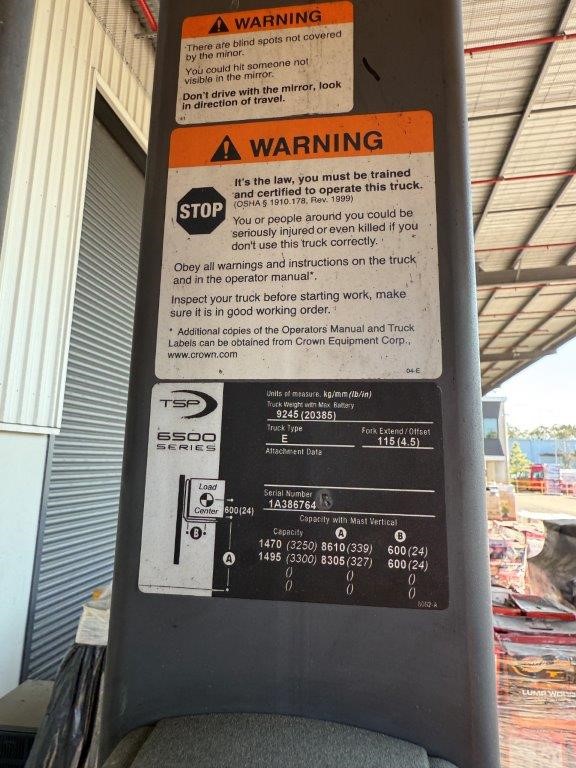 WARNING
There are blind spots not covered
by the mirror.
You could hit someone not
visible in the mirror.
Don't drive with the mirror, look
in direction of travel.
WARNING
STOP
It's the law, you must be trained
and certified to operate this truck.
(OSHA § 1910.178, Rev. 1999)
You or people around you could be
seriously injured or even killed if you
don't use this truck correctly.
Obey all warnings and instructions on the truck
and in the operator manual*.
Inspect your truck before starting work, make
sure it is in good working order.
* Additional copies of the Operators Manual and Truck
Labels can be obtained from Crown Equipment Corp.,
www.crown.com
04-E
TSP
6500
SERIES
Units of measure. kg/mm (lb/in)
Truck Weight with Max Battery
9245 (20385)
Truck Type
Fork Extend / Offset
E
115 (4.5)
Attachment Data
Serial Number
1A386764
Load
Center
600(24)
B
A
Capacity with Mast Vertical
Capacity A B
1470 (3250) 8610 (339) 600 (24)
1495 (3300) 8305 (327) 600 (24)
() () ()
() () ()
LUMP WOOD